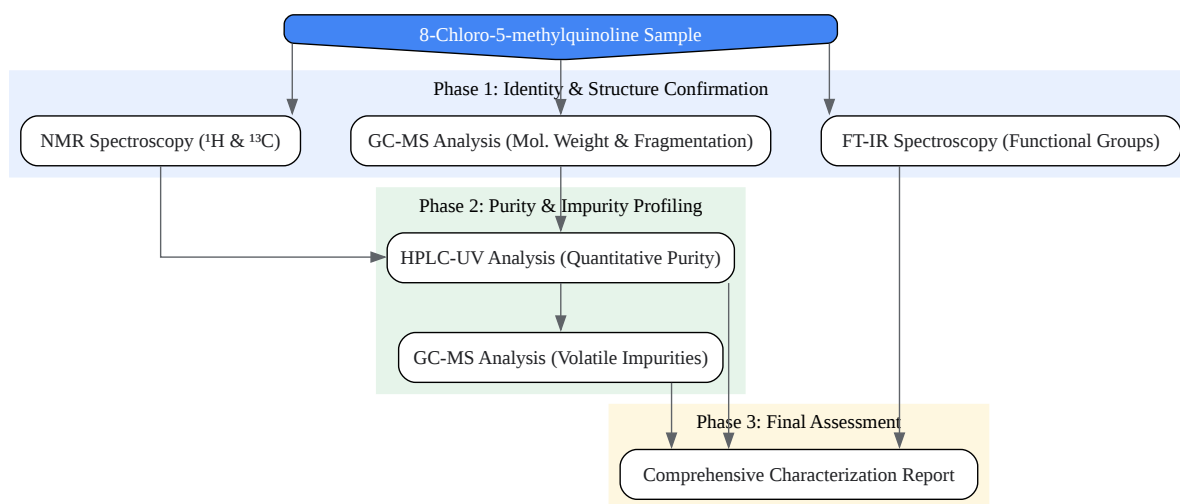 8-Chloro-5-methylquinoline Sample
Phase 1: Identity & Structure Confirmation
NMR Spectroscopy (¹H & ¹³C)
GC-MS Analysis (Mol. Weight & Fragmentation)
FT-IR Spectroscopy (Functional Groups)
Phase 2: Purity & Impurity Profiling
HPLC-UV Analysis (Quantitative Purity)
GC-MS Analysis (Volatile Impurities)
Phase 3: Final Assessment
Comprehensive Characterization Report